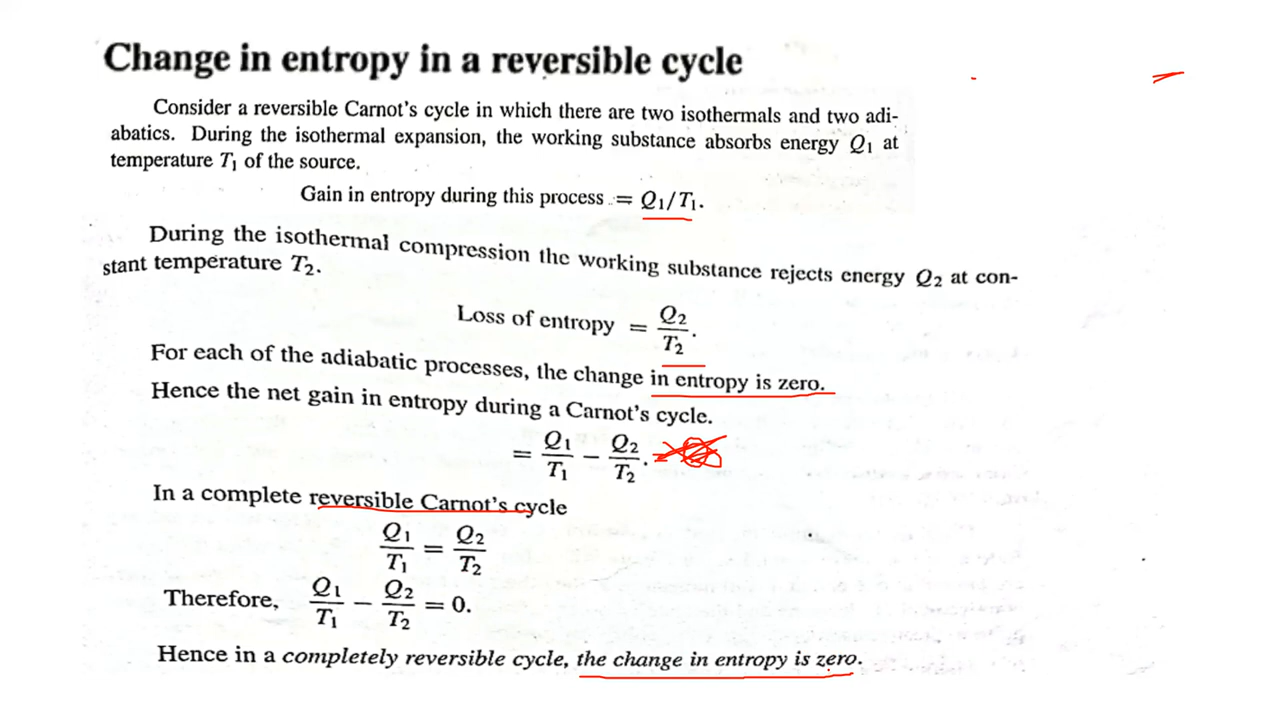 Change in entropy in a reversible cycle
Consider a reversible Carnot's cycle in which there are two isothermals and two adi-
abatics. During the isothermal expansion, the working substance absorbs energy Q₁ at
temperature T₁ of the source.
Gain in entropy during this process = Q₁/T₁.
During the isothermal compression the working substance rejects energy Q₂ at con-
stant temperature T₂.
Loss of entropy = Q₂/T₂.
For each of the adiabatic processes, the change in entropy is zero.
Hence the net gain in entropy during a Carnot's cycle.
= Q₁/T₁ − Q₂/T₂.
In a complete reversible Carnot's cycle
Q₁/T₁ = Q₂/T₂
Therefore, Q₁/T₁ − Q₂/T₂ = 0.
Hence in a completely reversible cycle, the change in entropy is zero.